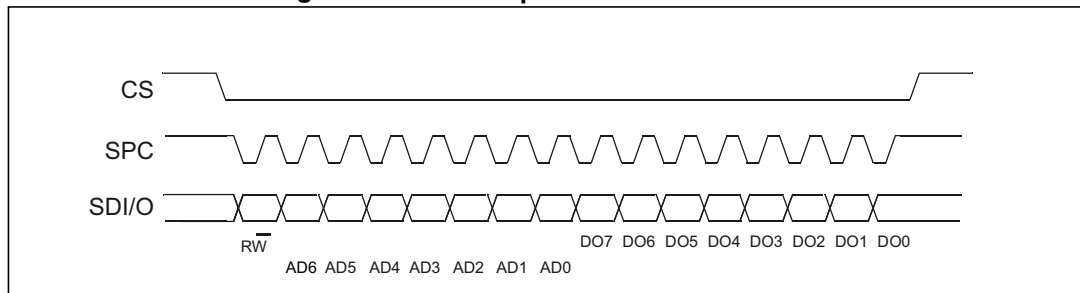 CS
SPC
SDI/O
RW
DO7 DO6 DO5 DO4 DO3 DO2 DO1 DO0
AD6 AD5 AD4 AD3 AD2 AD1 AD0